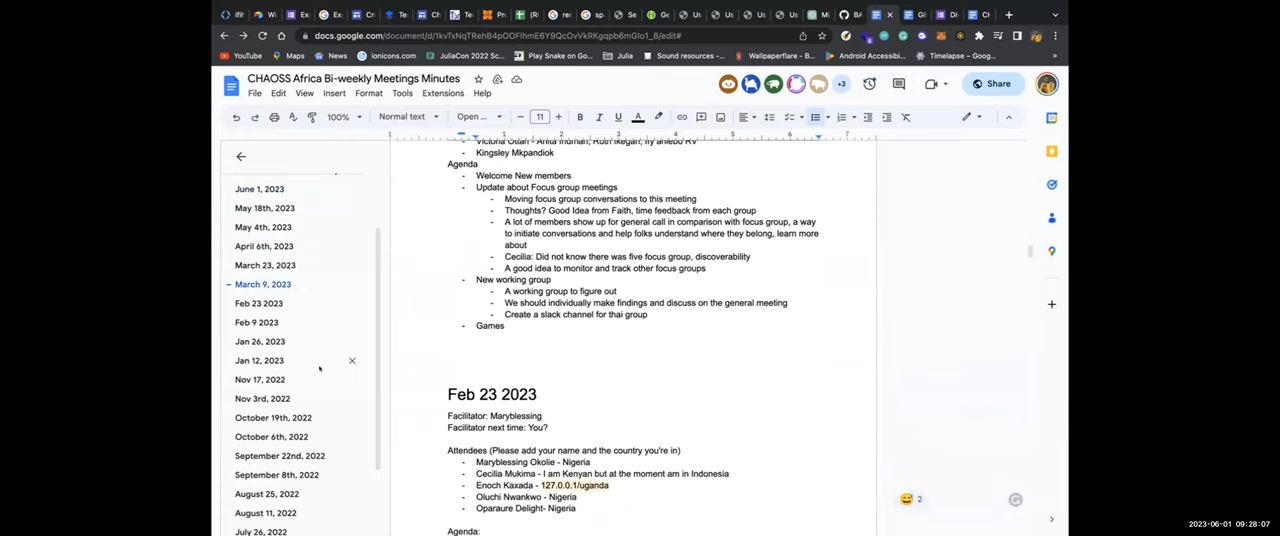 docs.google.com/document/d/1kvTxNqTRehB4pOOFlhmE6Y9QcOvVkRKgqpb6mGlo1_8/edit#
YouTube Maps News ionicons.com JuliaCon 2022 Sc... Play Snake on Go... Julia Sound resource -... Wallpaperflare - B... Android Accessibi... Timelapse – Goog...
CHAOSS Africa Bi-weekly Meetings Minutes
File Edit View Insert Format Tools Extensions Help
+3
Share
100% Normal text Open ... 11
1 1 2 3 4 5 6 7
June 1, 2023
May 18th, 2023
May 4th, 2023
April 6th, 2023
March 23, 2023
March 9, 2023
Feb 23 2023
Feb 9 2023
Jan 26, 2023
Jan 12, 2023
Nov 17, 2022
Nov 3rd, 2022
October 19th, 2022
October 6th, 2022
September 22nd, 2022
September 8th, 2022
August 25, 2022
August 11, 2022
July 26, 2022
- Kingsley Mkpandiok
Agenda
- Welcome New members
- Update about Focus group meetings
- Moving focus group conversations to this meeting
- Thoughts? Good Idea from Faith, time feedback from each group
- A lot of members show up for general call in comparison with focus group, a way
to initiate conversations and help folks understand where they belong, learn more
about
- Cecilia: Did not know there was five focus group, discoverability
- A good idea to monitor and track other focus groups
- New working group
- A working group to figure out
- We should individually make findings and discuss on the general meeting
- Create a slack channel for thai group
- Games
Feb 23 2023
Facilitator: Maryblessing
Facilitator next time: You?
Attendees (Please add your name and the country you're in)
- Maryblessing Okolie - Nigeria
- Cecilia Mukima - I am Kenyan but at the moment am in Indonesia
- Enoch Kaxada - 127.0.0.1/uganda
- Oluchi Nwankwo - Nigeria
- Oparaure Delight- Nigeria
Agenda:
2
2023-06-01 09:28:07